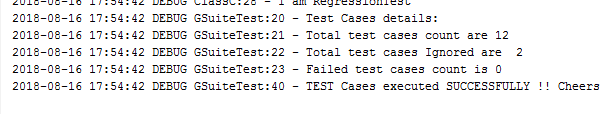 2018-08-16 17:54:42 DEBUG ClassC:28 - I am RegressionTest
2018-08-16 17:54:42 DEBUG GSuiteTest:20 - Test Cases details:
2018-08-16 17:54:42 DEBUG GSuiteTest:21 - Total test cases count are 12
2018-08-16 17:54:42 DEBUG GSuiteTest:22 - Total test cases Ignored are  2
2018-08-16 17:54:42 DEBUG GSuiteTest:23 - Failed test cases count is 0
2018-08-16 17:54:42 DEBUG GSuiteTest:40 - TEST Cases executed SUCCESSFULLY !! Cheers